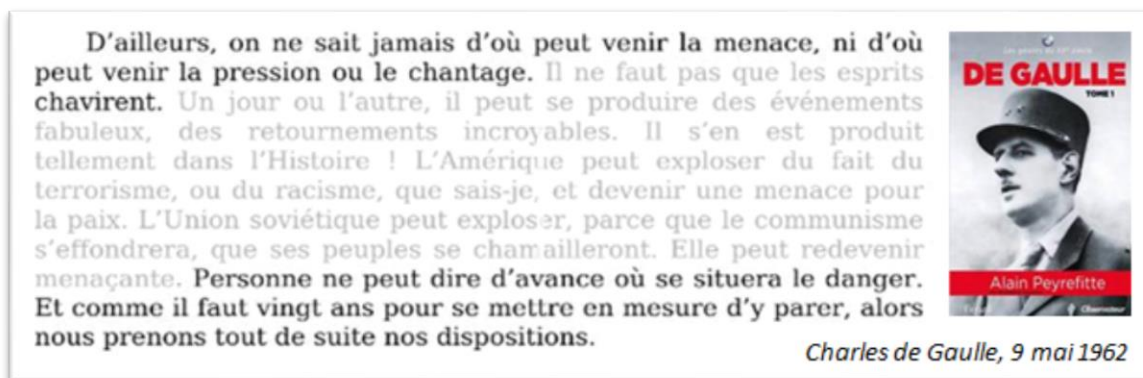 D'ailleurs, on ne sait jamais d'où peut venir la menace, ni d'où
peut venir la pression ou le chantage. Il ne faut pas que les esprits
chavirent. Un jour ou l'autre, il peut se produire des événements
fabuleux, des retournements incroyables. Il s'en est produit
tellement dans l'Histoire ! L'Amérique peut exploser du fait du
terrorisme, ou du racisme, que sais-je, et devenir une menace pour
la paix. L'Union soviétique peut exploser, parce que le communisme
s'effondrera, que ses peuples se chamailleront. Elle peut redevenir
menaçante. Personne ne peut dire d'avance où se situera le danger.
Et comme il faut vingt ans pour se mettre en mesure d'y parer, alors
nous prenons tout de suite nos dispositions.
DE GAULLE
TOME 1
Alain Peyrefitte
Charles de Gaulle, 9 mai 1962